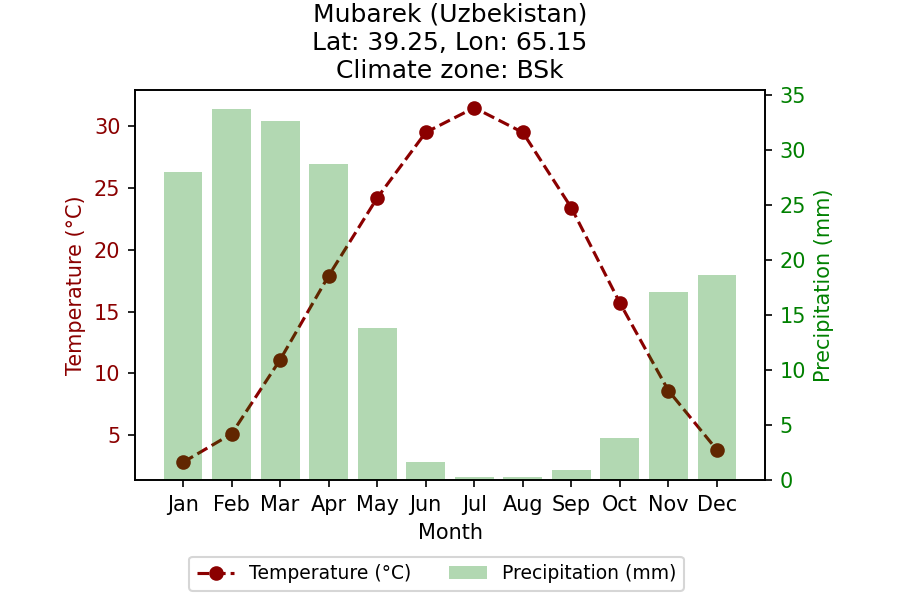 Mubarek (Uzbekistan)
Lat: 39.25, Lon: 65.15
Climate zone: BSk
30
25
20
15
10
5
Temperature (°C)
35
30
25
20
15
10
5
0
Precipitation (mm)
Jan Feb Mar Apr May Jun Jul Aug Sep Oct Nov Dec
Month
Temperature (°C) Precipitation (mm)